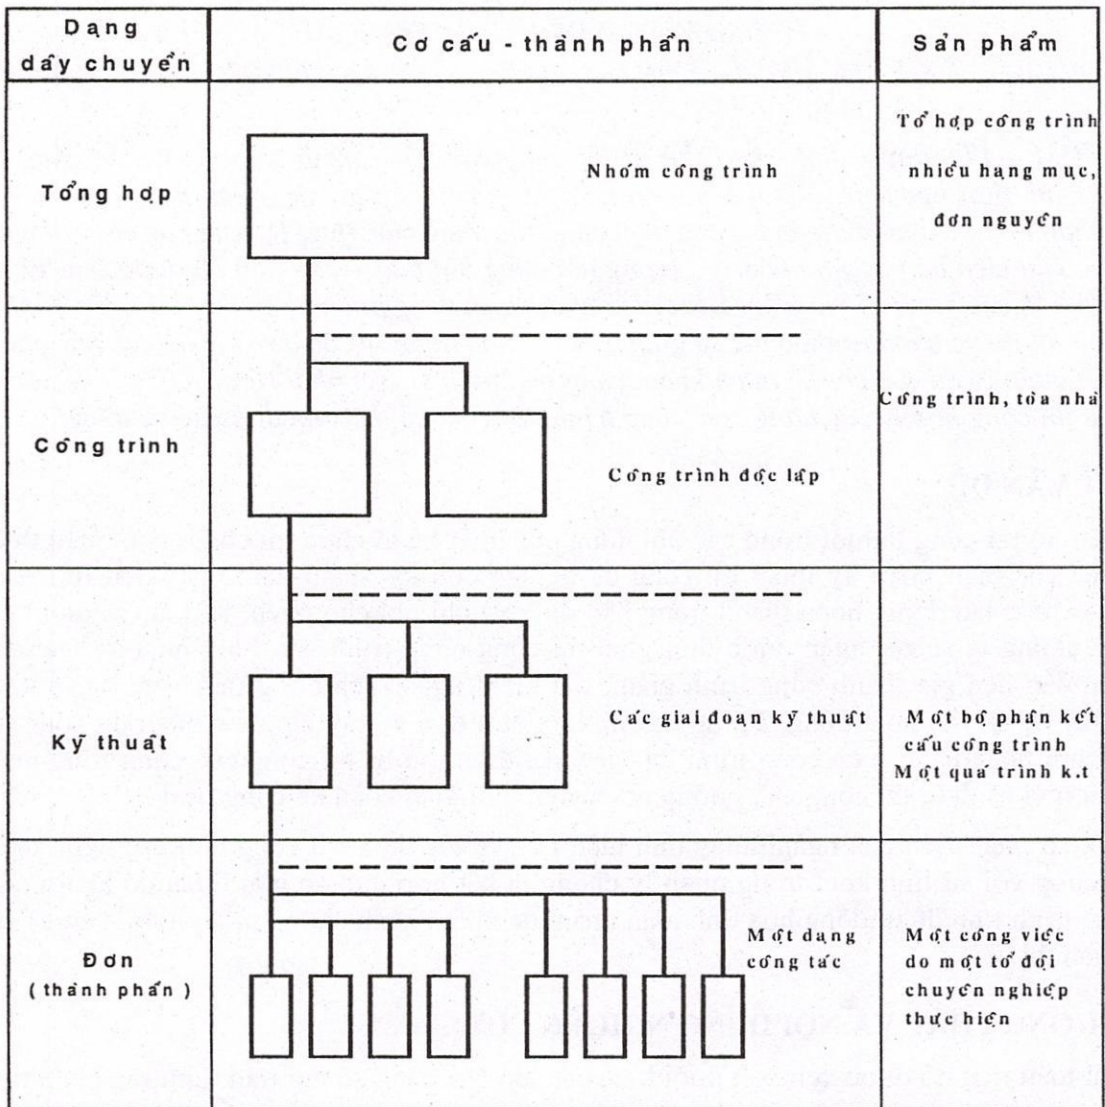 Dạng
dây chuyền
Cơ cấu - thành phần
Sản phẩm
Tổng hợp
Nhóm công trình
Tổ hợp công trình
nhiều hạng mục,
đơn nguyên
Công trình
Công trình độc lập
Công trình, tòa nhà
Kỹ thuật
Các giai đoạn kỹ thuật
Một bộ phận kết
cấu công trình
Một quá trình k.t
Đơn
( thành phần )
Một dạng
công tác
Một công việc
do một tổ đội
chuyên nghiệp
thực hiện